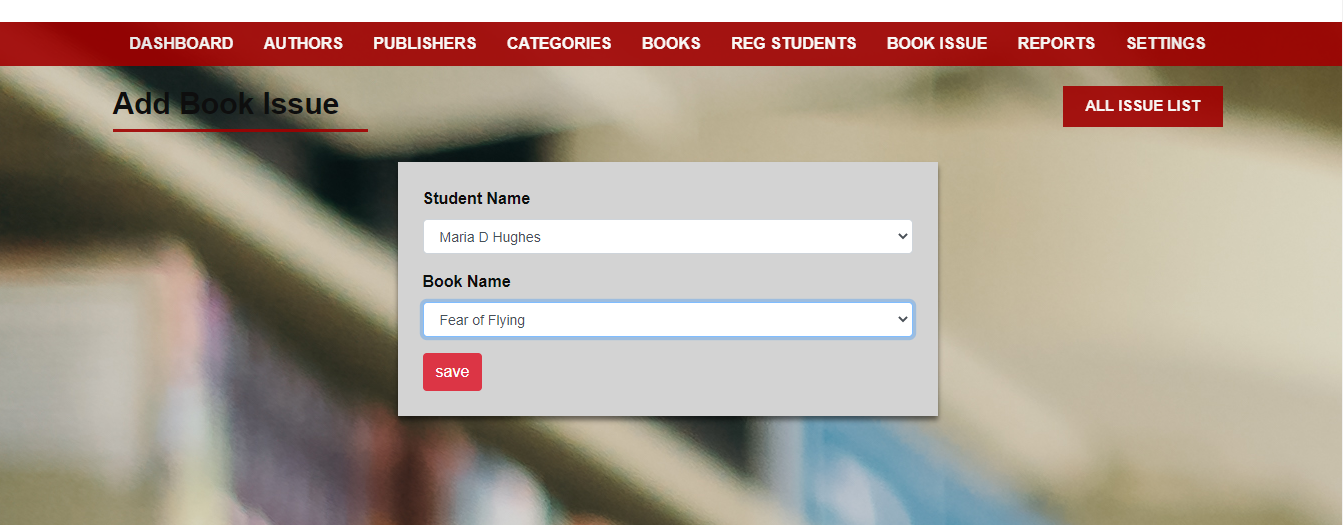 DASHBOARD AUTHORS PUBLISHERS CATEGORIES BOOKS REG STUDENTS BOOK ISSUE REPORTS SETTINGS
Add Book Issue
ALL ISSUE LIST
Student Name
Maria D Hughes
Book Name
Fear of Flying
save